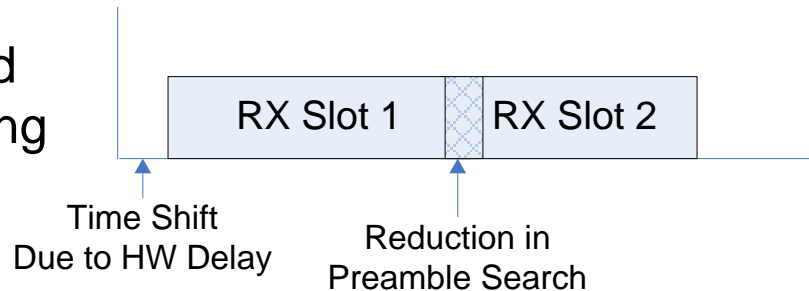 RX Slot 1
RX Slot 2
Time Shift
Due to HW Delay
Reduction in
Preamble Search